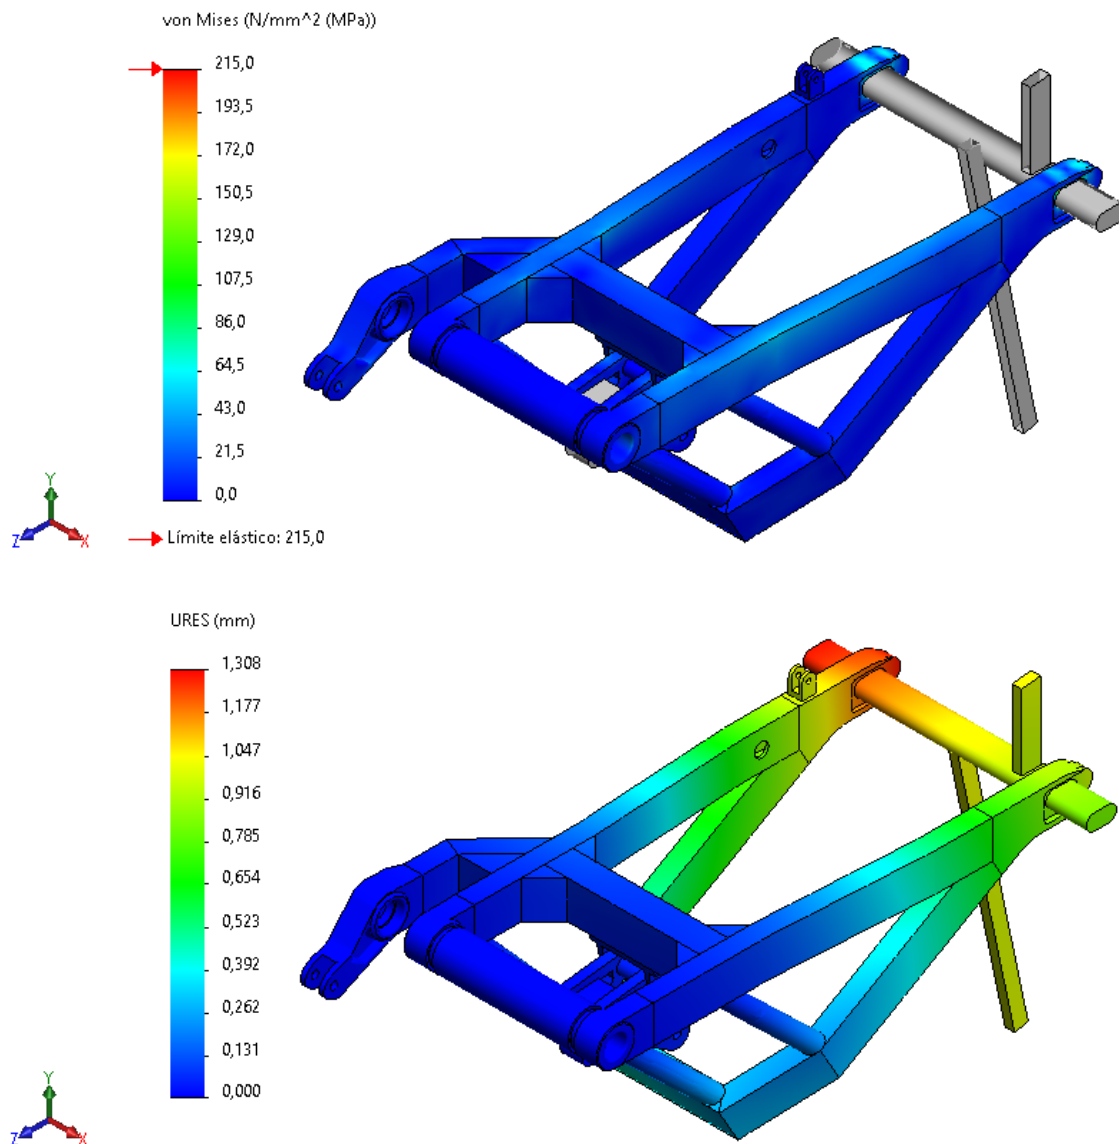 von Mises (N/mm^2 (MPa))
215,0
193,5
172,0
150,5
129,0
107,5
86,0
64,5
43,0
21,5
0,0
Límite elástico: 215,0
Y
Z
X
URES (mm)
1,308
1,177
1,047
0,916
0,785
0,654
0,523
0,392
0,262
0,131
0,000
Y
Z
X